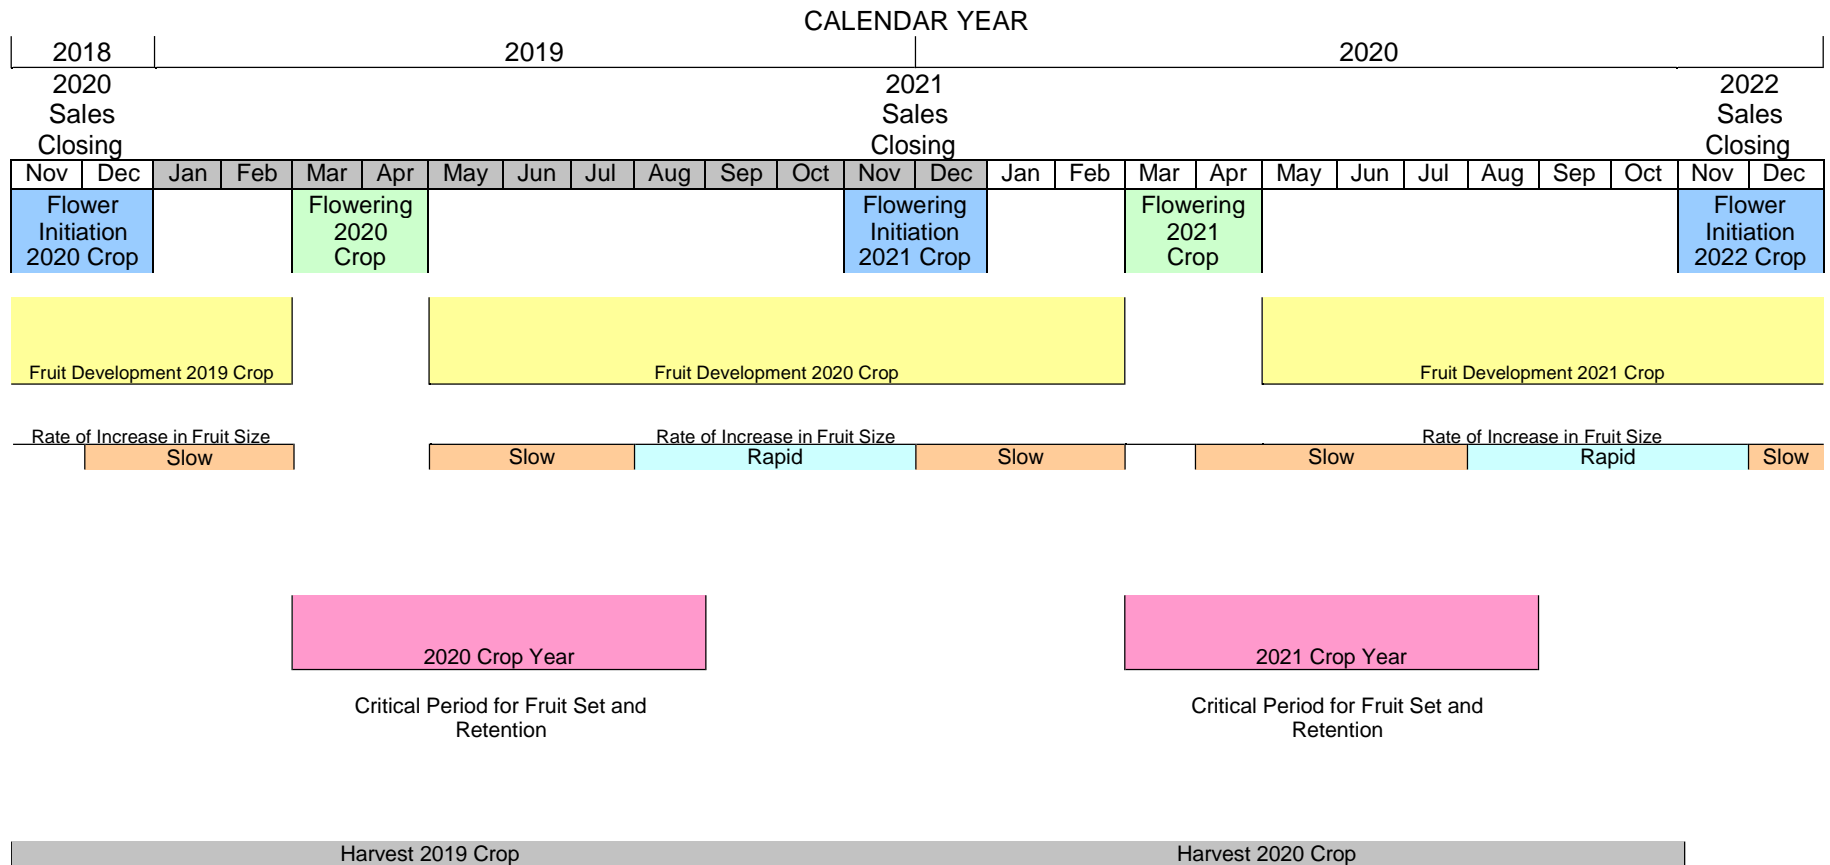 CALENDAR YEAR
2018 2019 2020
2020 2021 2022
Sales Sales Sales
Closing Closing Closing
Nov Dec Jan Feb Mar Apr May Jun Jul Aug Sep Oct Nov Dec Jan Feb Mar Apr May Jun Jul Aug Sep Oct Nov Dec
Flower Flowering Flowering Flowering Flower
Initiation 2020 Initiation 2021 Initiation
2020 Crop Crop 2021 Crop Crop 2022 Crop
Fruit Development 2019 Crop Fruit Development 2020 Crop Fruit Development 2021 Crop
Rate of Increase in Fruit Size Rate of Increase in Fruit Size Rate of Increase in Fruit Size
Slow Slow Rapid Slow Slow Rapid Slow
2020 Crop Year 2021 Crop Year
Critical Period for Fruit Set and Critical Period for Fruit Set and
Retention Retention
Harvest 2019 Crop Harvest 2020 Crop